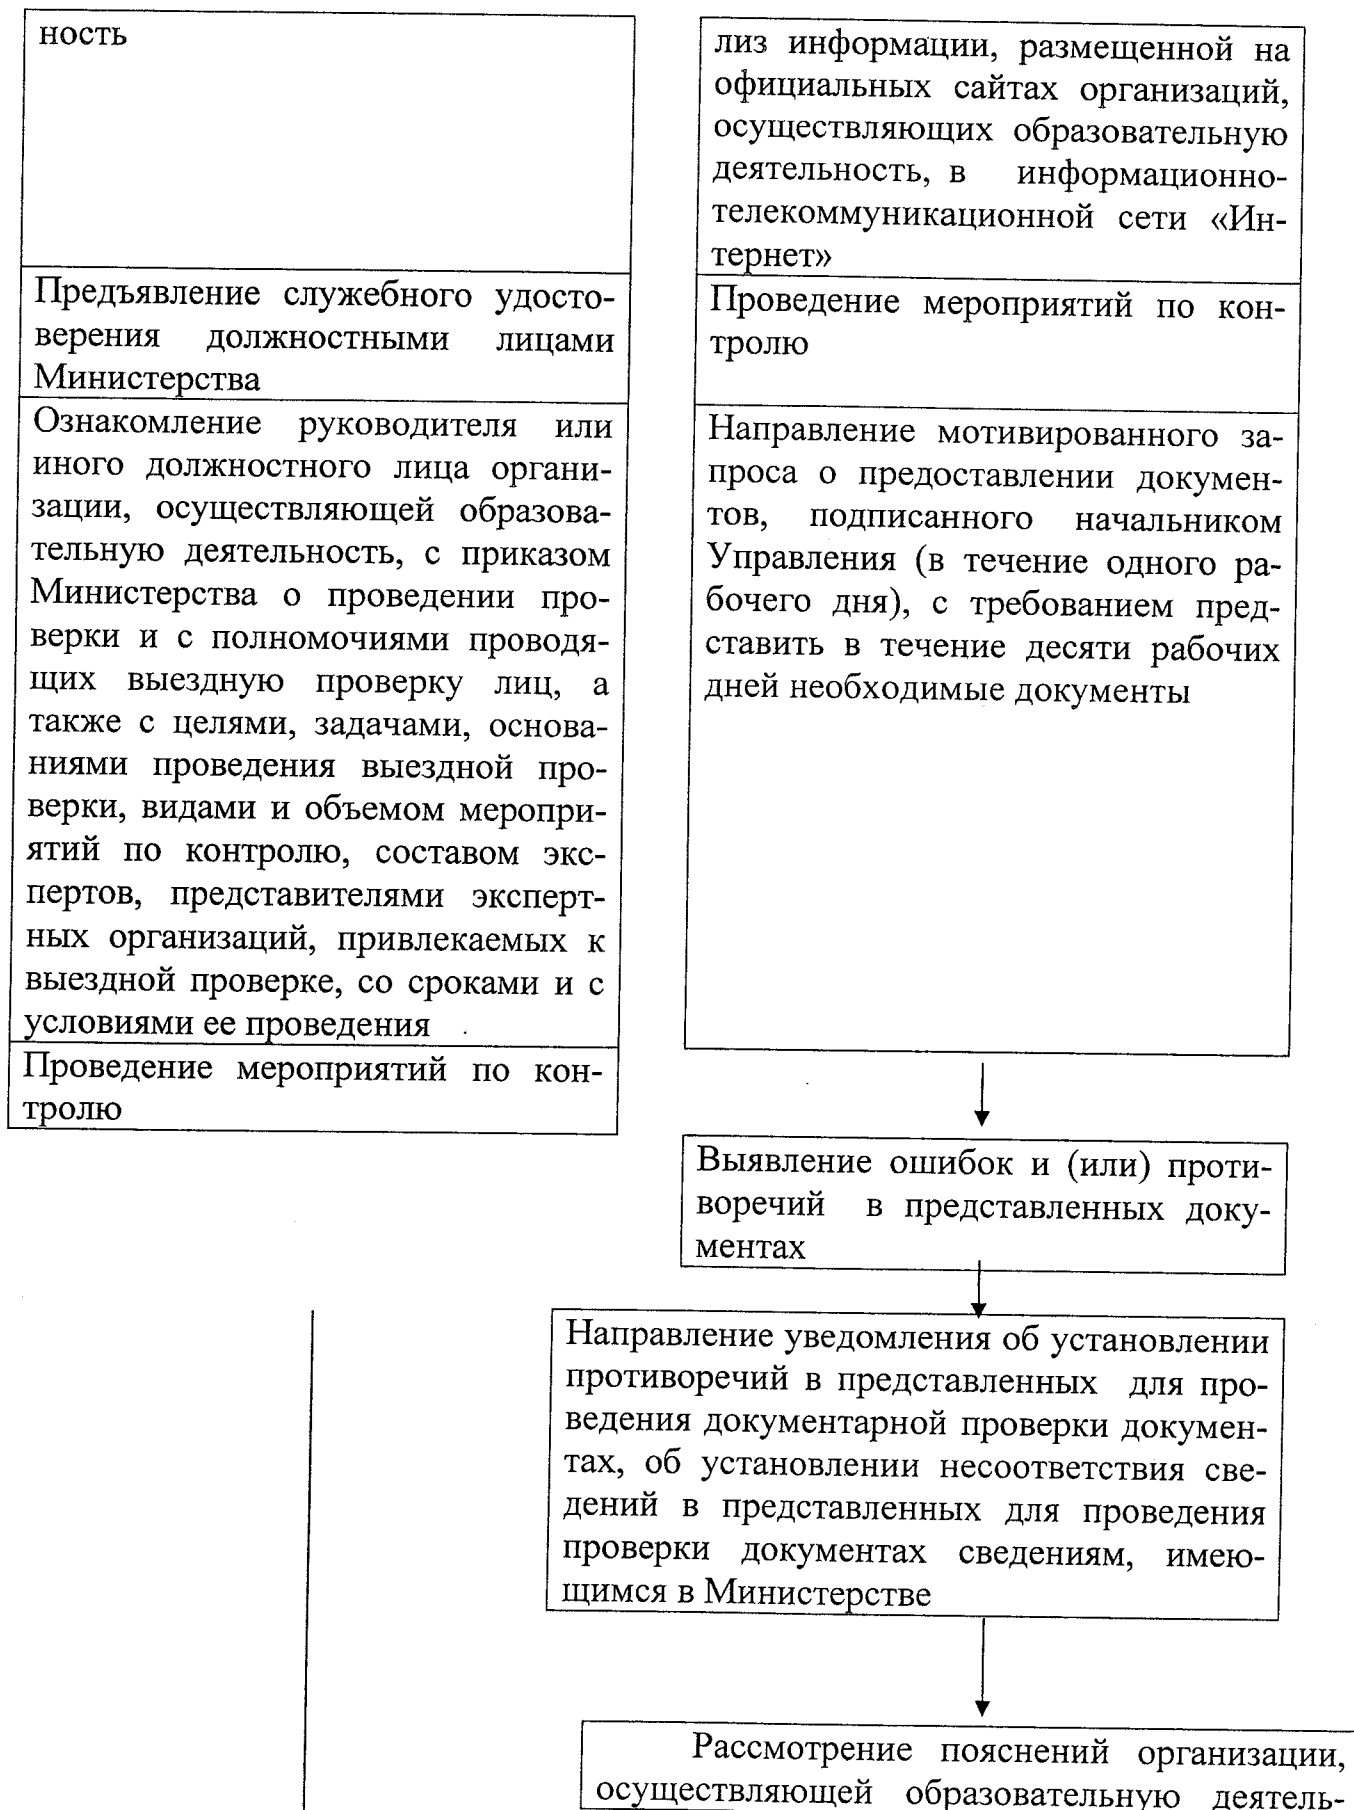 ность
Предъявление служебного удосто-
верения должностными лицами
Министерства
Ознакомление руководителя или
иного должностного лица органи-
зации, осуществляющей образова-
тельную деятельность, с приказом
Министерства о проведении про-
верки и с полномочиями проводя-
щих выездную проверку лиц, а
также с целями, задачами, основа-
ниями проведения выездной про-
верки, видами и объемом меропри-
ятий по контролю, составом экс-
пертов, представителями эксперт-
ных организаций, привлекаемых к
выездной проверке, со сроками и с
условиями ее проведения
Проведение мероприятий по кон-
тролю
лиз информации, размещенной на
официальных сайтах организаций,
осуществляющих образовательную
деятельность, в информационно-
телекоммуникационной сети «Ин-
тернет»
Проведение мероприятий по кон-
тролю
Направление мотивированного за-
проса о предоставлении докумен-
тов, подписанного начальником
Управления (в течение одного ра-
бочего дня), с требованием пред-
ставить в течение десяти рабочих
дней необходимые документы
Выявление ошибок и (или) проти-
воречий в представленных доку-
ментах
Направление уведомления об установлении
противоречий в представленных для про-
ведения документарной проверки докумен-
тах, об установлении несоответствия све-
дений в представленных для проведения
проверки документах сведениям, имею-
щимся в Министерстве
Рассмотрение пояснений организации,
осуществляющей образовательную деятель-